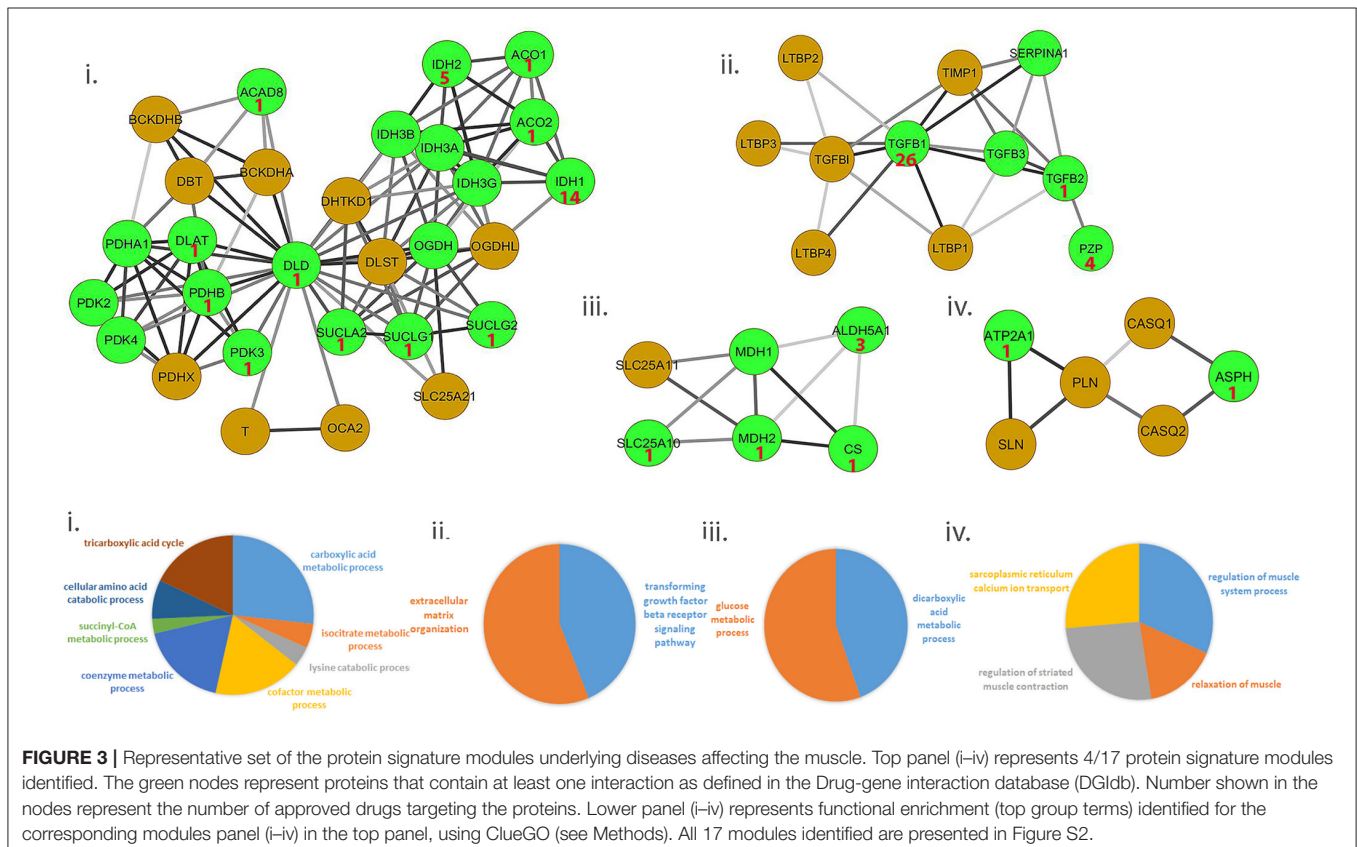 i.
ACAD8
1
BCKDHB
DBT
BCKDHA
PDHA1
DLAT
1
PDK2
PDHB
1
PDK4
PDHX
PDK3
1
DLD
1
T
OCA2
IDH2
5
ACO1
1
IDH3B
IDH3A
ACO2
1
IDH3G
IDH1
14
DHTKD1
DLST
OGDH
OGDHL
SUCLA2
1
SUCLG1
1
SUCLG2
1
SLC25A21
ii.
LTBP2
TIMP1
SERPINA1
LTBP3
TGFBI
TGFB1
26
TGFB3
TGFB2
1
LTBP4
LTBP1
PZP
4
iii.
SLC25A11
MDH1
ALDH5A1
3
SLC25A10
1
MDH2
1
CS
1
iv.
ATP2A1
1
CASQ1
PLN
ASPH
1
SLN
CASQ2
i.
tricarboxylic acid cycle
carboxylic acid
metabolic process
cellular amino acid
catabolic process
succinyl-CoA
metabolic process
isocitrate metabolic
process
lysine catabolic proces
coenzyme metabolic
process
cofactor metabolic
process
ii.
extracellular
matrix
organization
transforming
growth factor
beta receptor
signaling
pathway
iii.
glucose
metabolic
process
dicarboxylic
acid
metabolic
process
iv.
sarcoplasmic reticulum
calcium ion transport
regulation of muscle
system process
regulation of striated
muscle contraction
relaxation of muscle
FIGURE 3 | Representative set of the protein signature modules underlying diseases affecting the muscle. Top panel (i–iv) represents 4/17 protein signature modules
identified. The green nodes represent proteins that contain at least one interaction as defined in the Drug-gene interaction database (DGIdb). Number shown in the
nodes represent the number of approved drugs targeting the proteins. Lower panel (i–iv) represents functional enrichment (top group terms) identified for the
corresponding modules panel (i–iv) in the top panel, using ClueGO (see Methods). All 17 modules identified are presented in Figure S2.